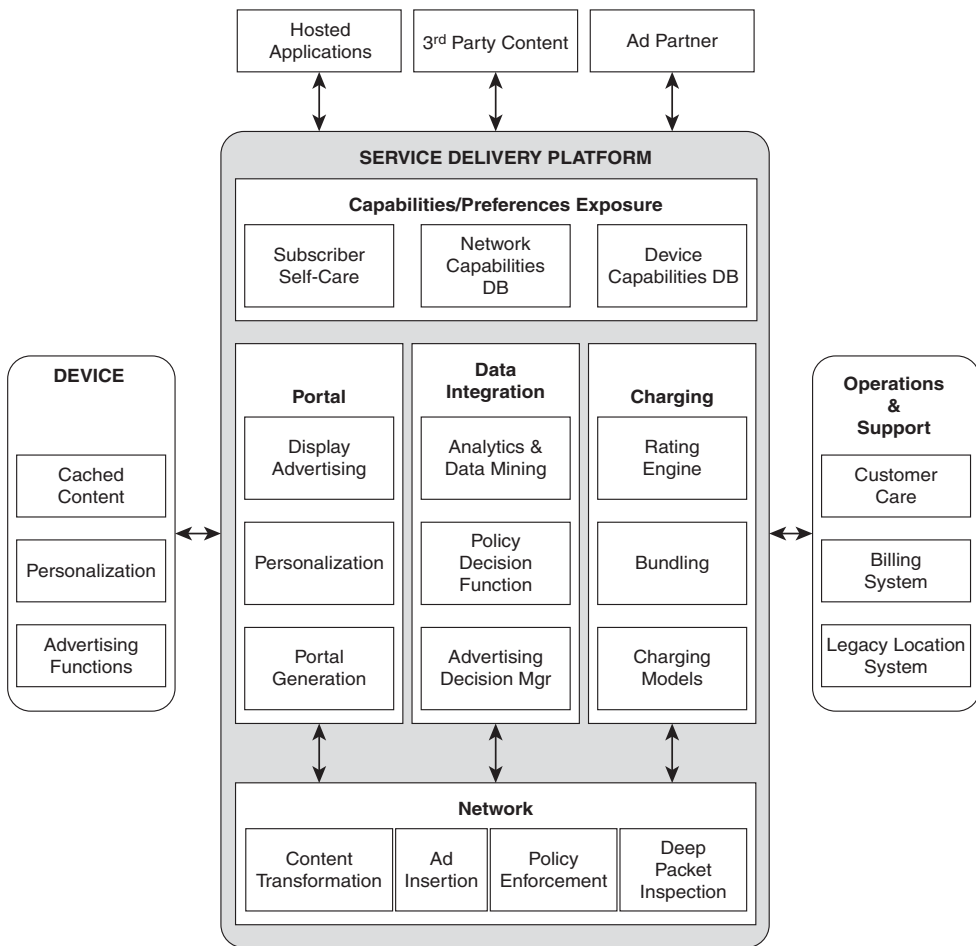 Hosted
Applications
3rd Party Content
Ad Partner
SERVICE DELIVERY PLATFORM
Capabilities/Preferences Exposure
Subscriber
Self-Care
Network
Capabilities
DB
Device
Capabilities DB
DEVICE
Cached
Content
Personalization
Advertising
Functions
Portal
Display
Advertising
Personalization
Portal
Generation
Data
Integration
Analytics &
Data Mining
Policy
Decision
Function
Advertising
Decision Mgr
Charging
Rating
Engine
Bundling
Charging
Models
Operations
&
Support
Customer
Care
Billing
System
Legacy Location
System
Network
Content
Transformation
Ad
Insertion
Policy
Enforcement
Deep
Packet
Inspection